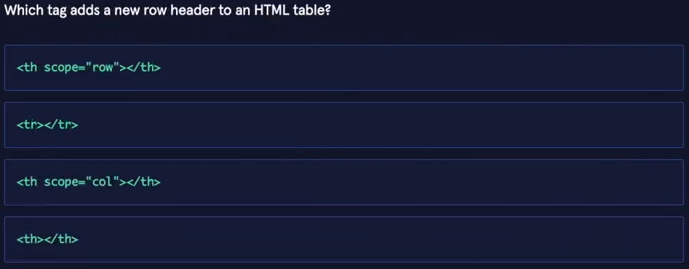 Which tag adds a new row header to an HTML table?
<th scope="row"></th>
<tr></tr>
<th scope="col"></th>
<th></th>